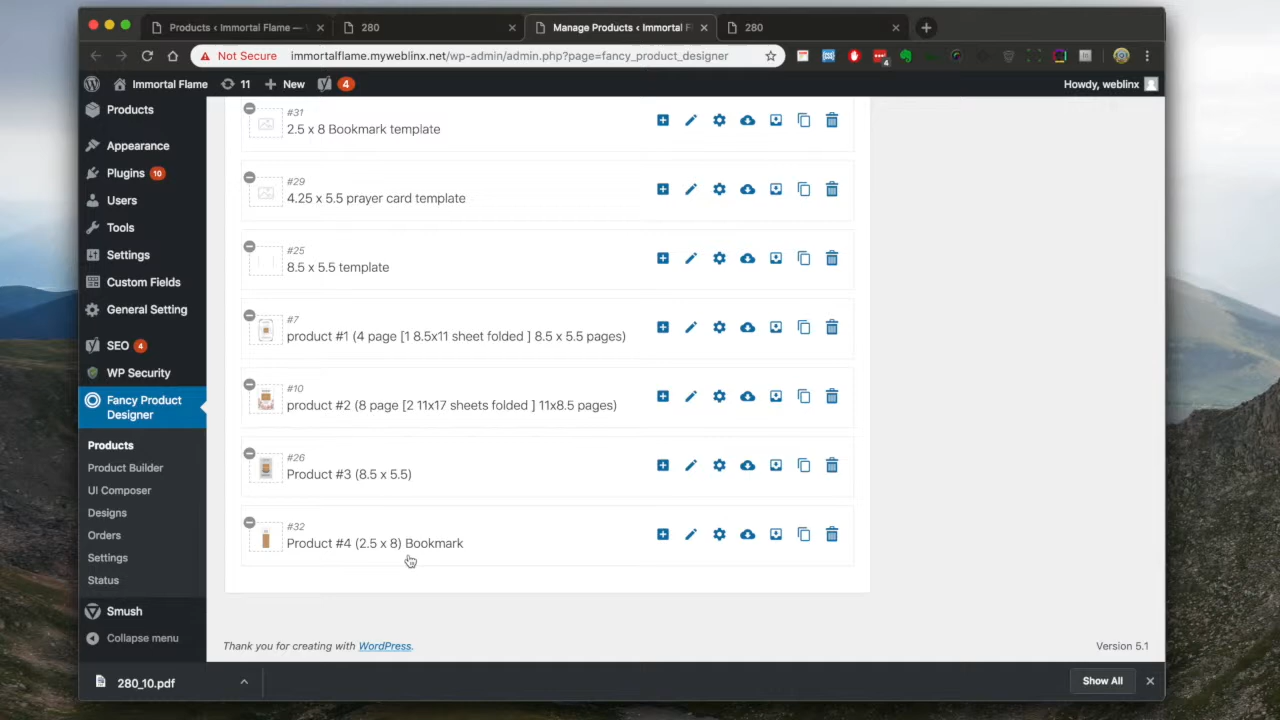 Products ‹ Immortal Flame —
280
Manage Products ‹ Immortal F
280
Not Secure
immortalflame.myweblinx.net/wp-admin/admin.php?page=fancy_product_designer
4
Immortal Flame
11
New
4
Howdy, weblinx
Products
Appearance
Plugins 10
Users
Tools
Settings
Custom Fields
General Setting
SEO 4
WP Security
Fancy Product
Designer
Products
Product Builder
UI Composer
Designs
Orders
Settings
Status
Smush
Collapse menu
#31
2.5 x 8 Bookmark template
#29
4.25 x 5.5 prayer card template
#25
8.5 x 5.5 template
#7
product #1 (4 page [1 8.5x11 sheet folded ] 8.5 x 5.5 pages)
#10
product #2 (8 page [2 11x17 sheets folded ] 11x8.5 pages)
#26
Product #3 (8.5 x 5.5)
#32
Product #4 (2.5 x 8) Bookmark
Thank you for creating with WordPress.
Version 5.1
280_10.pdf
Show All